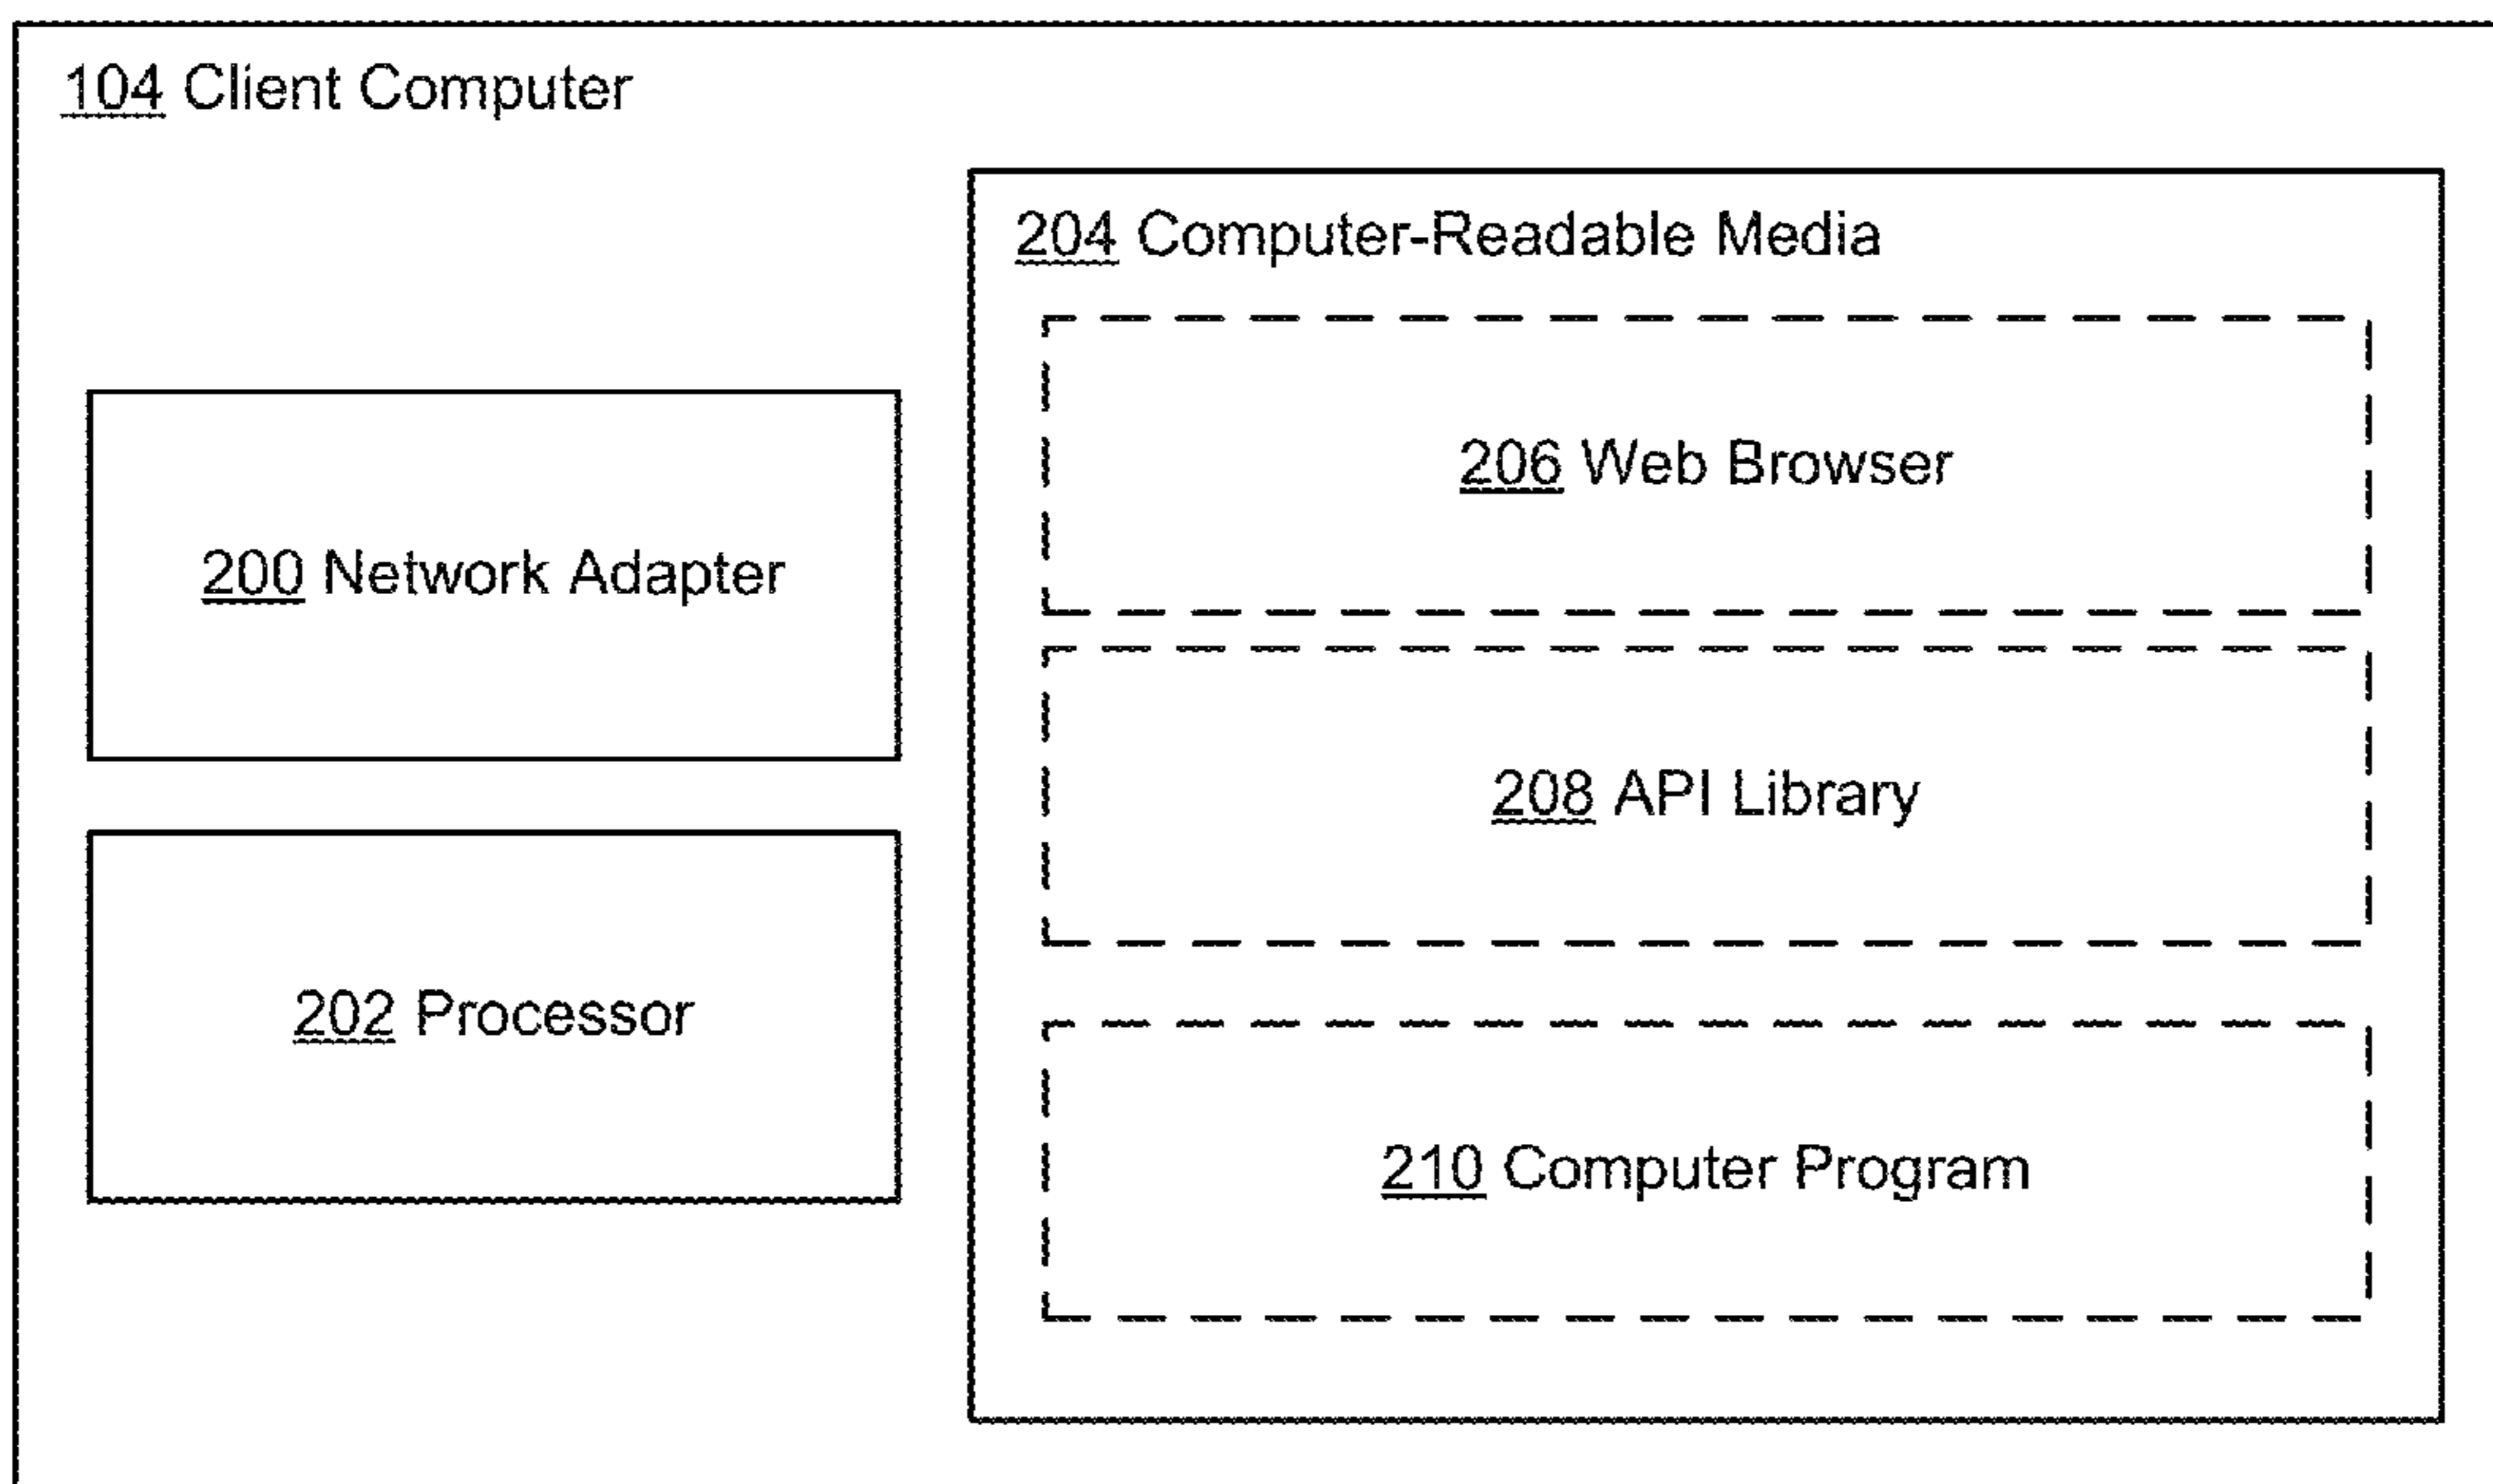 104 Client Computer
204 Computer-Readable Media
206 Web Browser
200 Network Adapter
208 API Library
202 Processor
210 Computer Program